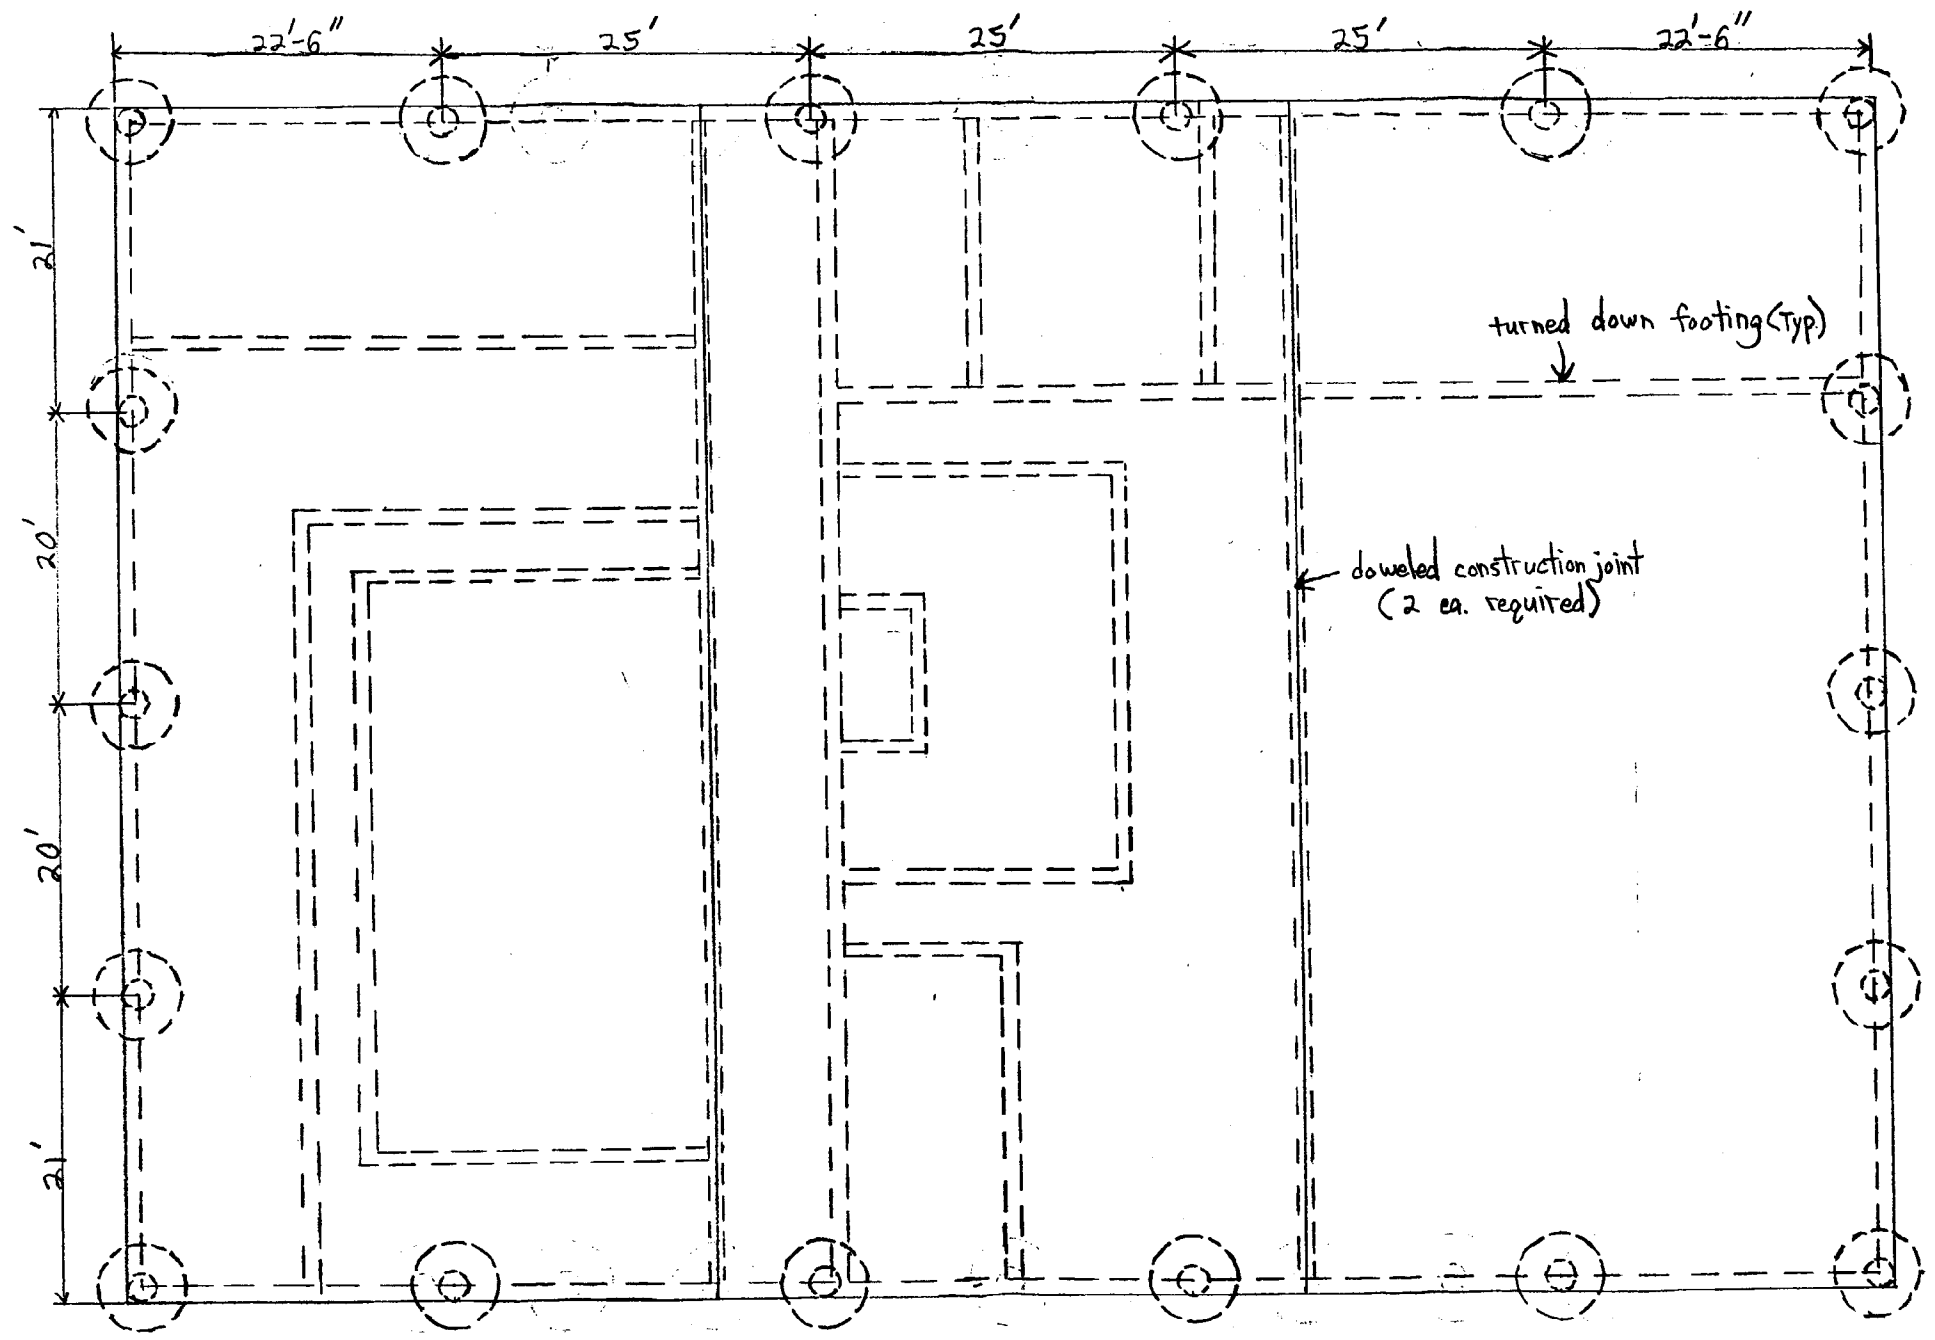 22'-6" 25' 25' 25' 22'-6"
21'
turned down footing (Typ.)
20'
doweled construction joint
(2 ea. required)
20'
21'